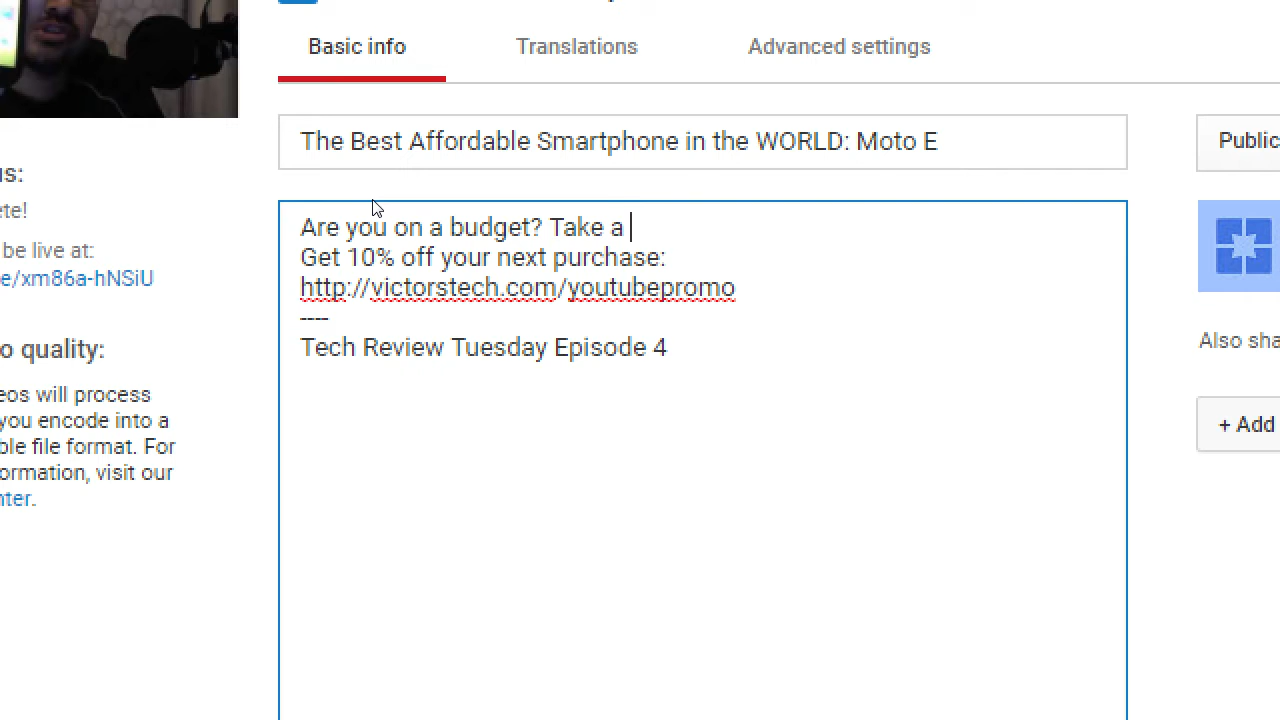 Basic info
Translations
Advanced settings
The Best Affordable Smartphone in the WORLD: Moto E
Public
s:
te!
be live at:
e/xm86a-hNSiU
Are you on a budget? Take a
Get 10% off your next purchase:
http://victorstech.com/youtubepromo
----
Tech Review Tuesday Episode 4
o quality:
eos will process
you encode into a
ble file format. For
ormation, visit our
nter.
Also sha
+ Add